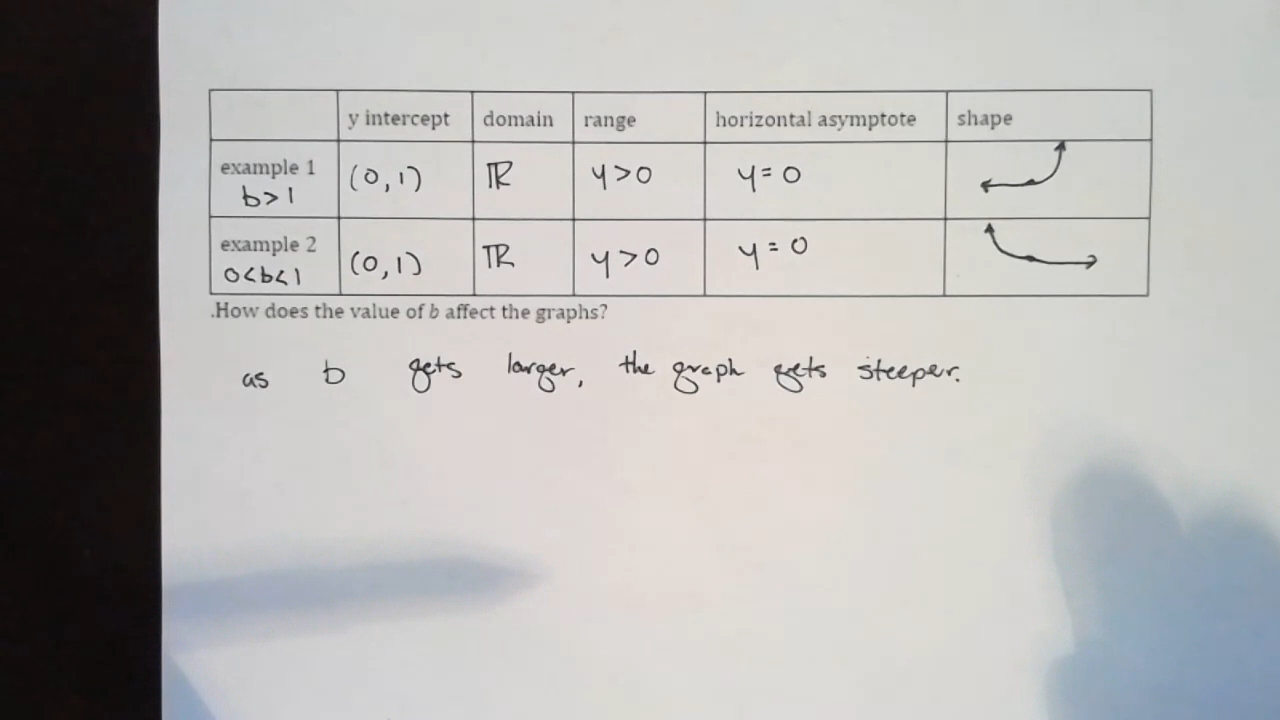 y intercept domain range horizontal asymptote shape
example 1 (0,1) ℝ y>0 y=0
b>1
example 2 (0,1) ℝ y>0 y=0
0<b<1
.How does the value of b affect the graphs?
as b gets larger, the graph gets steeper.